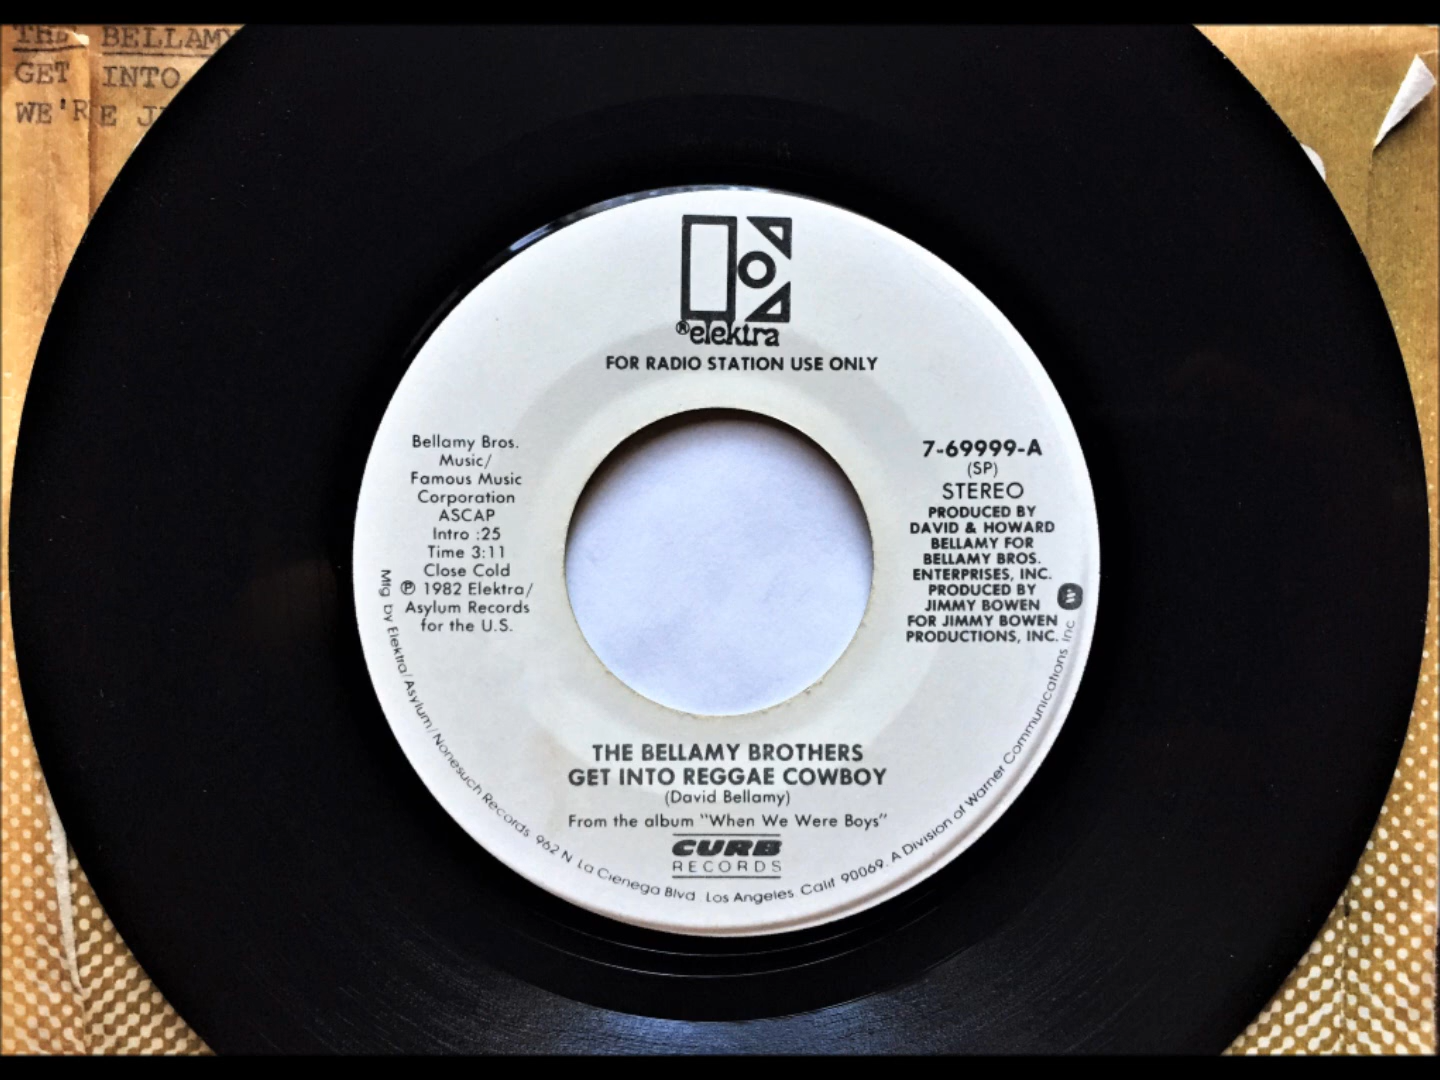 THE BELLAMY
GET INTO
WE'RE
elektra
FOR RADIO STATION USE ONLY
Bellamy Bros.
Music/
Famous Music
Corporation
ASCAP
Intro :25
Time 3:11
Close Cold
℗ 1982 Elektra/
Asylum Records
for the U.S.
7-69999-A
(SP)
STEREO
PRODUCED BY
DAVID & HOWARD
BELLAMY FOR
BELLAMY BROS.
ENTERPRISES, INC.
PRODUCED BY
JIMMY BOWEN
FOR JIMMY BOWEN
PRODUCTIONS, INC.
THE BELLAMY BROTHERS
GET INTO REGGAE COWBOY
(David Bellamy)
From the album "When We Were Boys"
CURB
RECORDS
Mfg by Elektra/Asylum/Nonesuch Records 962 N La Cienega Blvd. Los Angeles Calif 90069. A Division of Warner Communications Inc